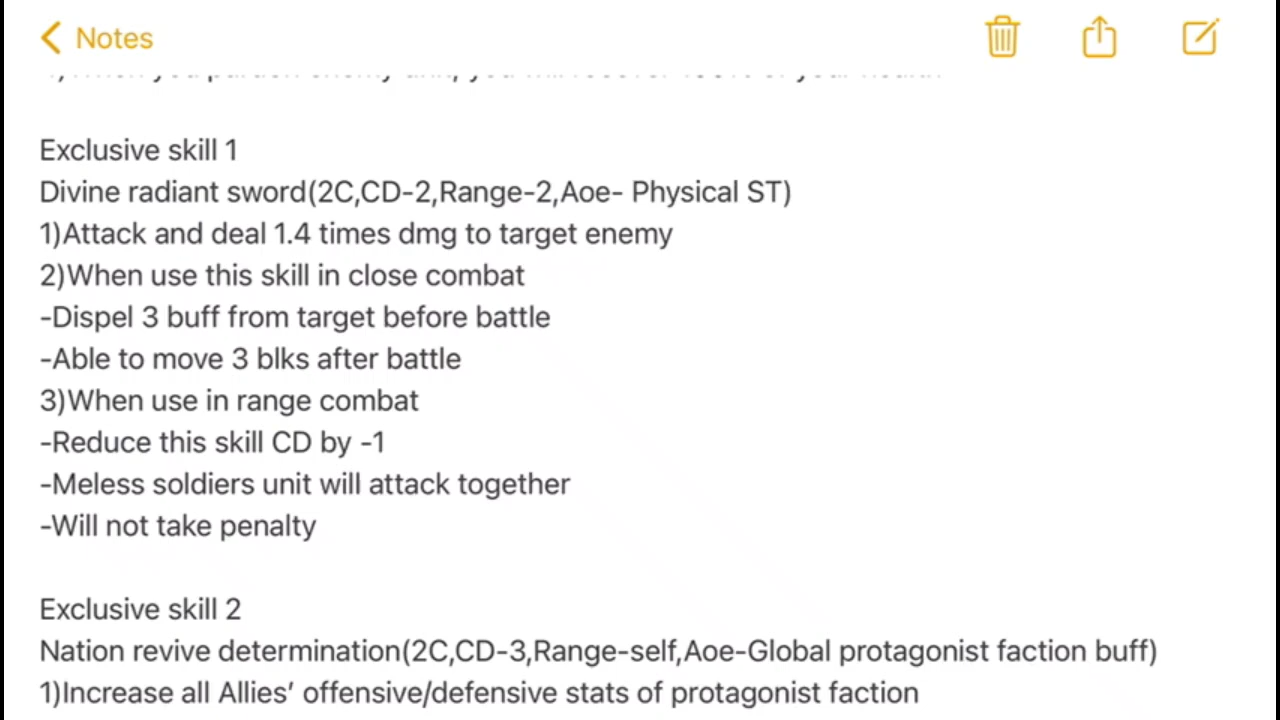 Notes
Exclusive skill 1
Divine radiant sword(2C,CD-2,Range-2,Aoe- Physical ST)
1)Attack and deal 1.4 times dmg to target enemy
2)When use this skill in close combat
-Dispel 3 buff from target before battle
-Able to move 3 blks after battle
3)When use in range combat
-Reduce this skill CD by -1
-Meless soldiers unit will attack together
-Will not take penalty
Exclusive skill 2
Nation revive determination(2C,CD-3,Range-self,Aoe-Global protagonist faction buff)
1)Increase all Allies’ offensive/defensive stats of protagonist faction